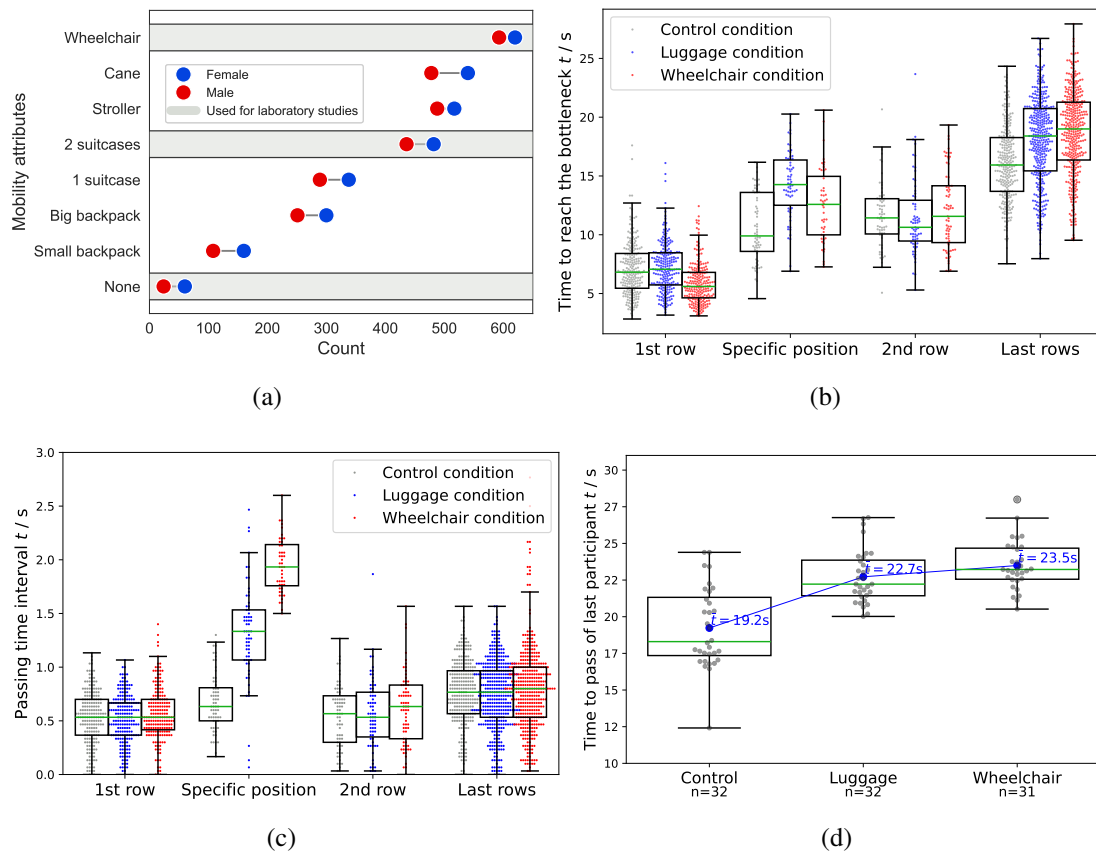 Mobility attributes
Wheelchair
Cane
Stroller
2 suitcases
1 suitcase
Big backpack
Small backpack
None
Female
Male
Used for laboratory studies
0 100 200 300 400 500 600
Count
(a)
Time to reach the bottleneck t / s
25
20
15
10
5
Control condition
Luggage condition
Wheelchair condition
1st row Specific position 2nd row Last rows
(b)
Passing time interval t / s
3.0
2.5
2.0
1.5
1.0
0.5
0.0
Control condition
Luggage condition
Wheelchair condition
1st row Specific position 2nd row Last rows
(c)
Time to pass of last participant t / s
30
27
25
22
20
17
15
12
10
t̄ = 19.2s
t̄ = 22.7s
t̄ = 23.5s
Control Luggage Wheelchair
n=32 n=32 n=31
(d)